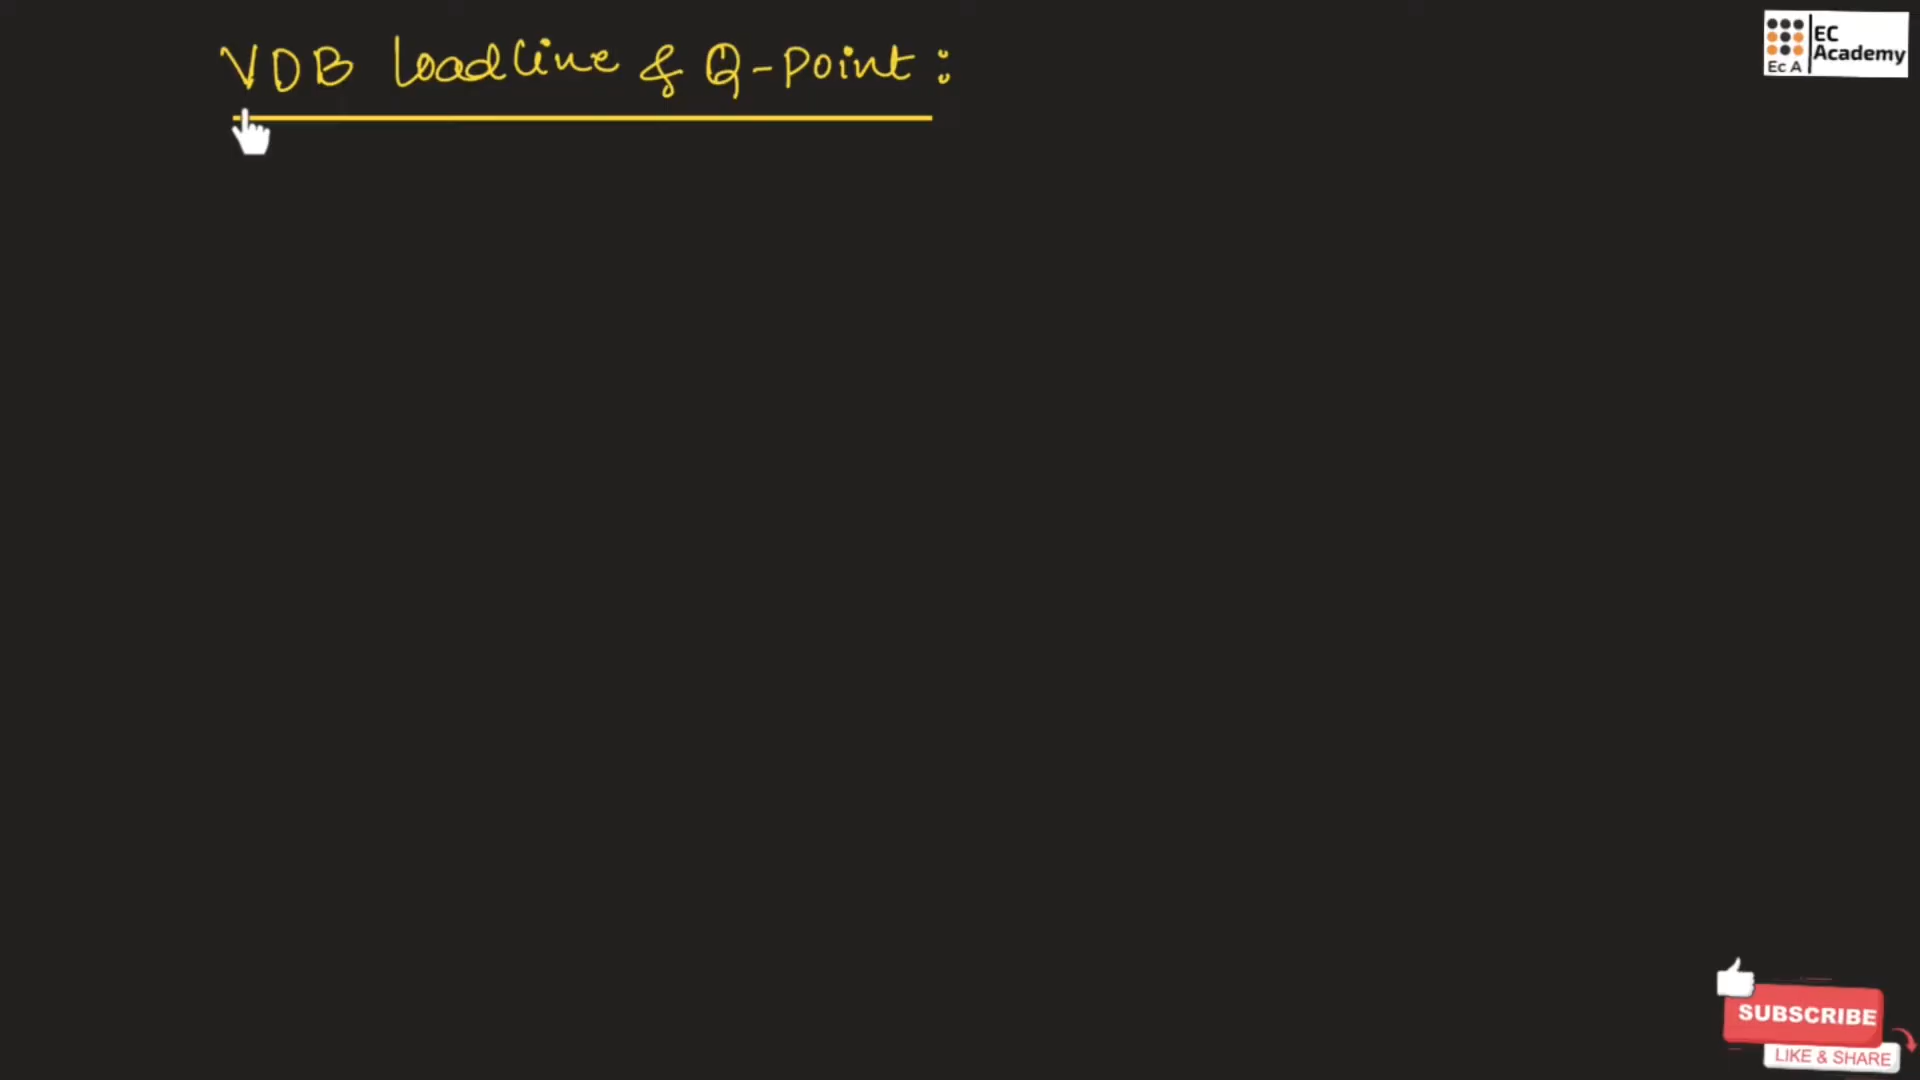 VDB loadline & Q-point :
EC
Academy
Ec A
SUBSCRIBE
LIKE & SHARE